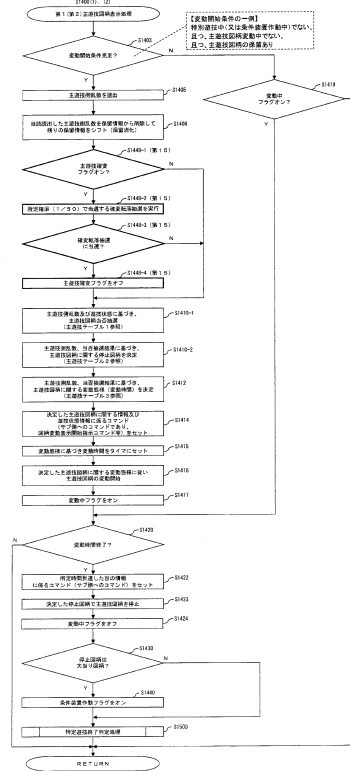 S1400(1), (2)
第1(第2)主遊技図柄表示処理
【変動開始条件の一例】
特別遊技中(又は条件装置作動中)でない、
且つ、主遊技図柄変動中でない、
且つ、主遊技図柄の保留あり
S1403
変動開始条件充足?
N
Y
S1419
変動中
フラグオン?
N
Y
S1405
主遊技側乱数を読出
S1406
当該読出した主遊技側乱数を保留情報から削除して
残りの保留情報をシフト(保留消化)
S1448-1 (第15)
主遊技確変
フラグオン?
N
Y
S1448-2 (第15)
所定確率(1/50)で当選する確変転落抽選を実行
S1448-3 (第15)
確変転落抽選
に当選?
N
Y
S1448-4 (第15)
主遊技確変フラグをオフ
S1410-1
主遊技側乱数及び遊技状態に基づき、
主遊技図柄当否抽選
(主遊技テーブル1参照)
S1410-2
主遊技側乱数、当否抽選結果に基づき、
主遊技図柄に関する停止図柄を決定
(主遊技テーブル2参照)
S1412
主遊技側乱数、当否抽選結果に基づき、
主遊技図柄に関する変動態様(変動時間)を決定
(主遊技テーブル3参照)
S1414
決定した主遊技図柄に関する情報及び
遊技状態情報に係るコマンド
(サブ側へのコマンドであり、
図柄変動表示開始指示コマンド等)をセット
S1415
変動態様に基づき変動時間をタイマにセット
S1416
決定した主遊技図柄に関する変動態様に従い
主遊技図柄の変動開始
S1417
変動中フラグをオン
S1420
変動時間終了?
N
Y
S1422
所定時間到達した旨の情報
に係るコマンド(サブ側へのコマンド)をセット
S1423
決定した停止図柄で主遊技図柄を停止
S1424
変動中フラグをオフ
S1430
停止図柄は
大当り図柄?
N
Y
S1440
条件装置作動フラグをオン
S1500
特定遊技終了判定処理
RETURN